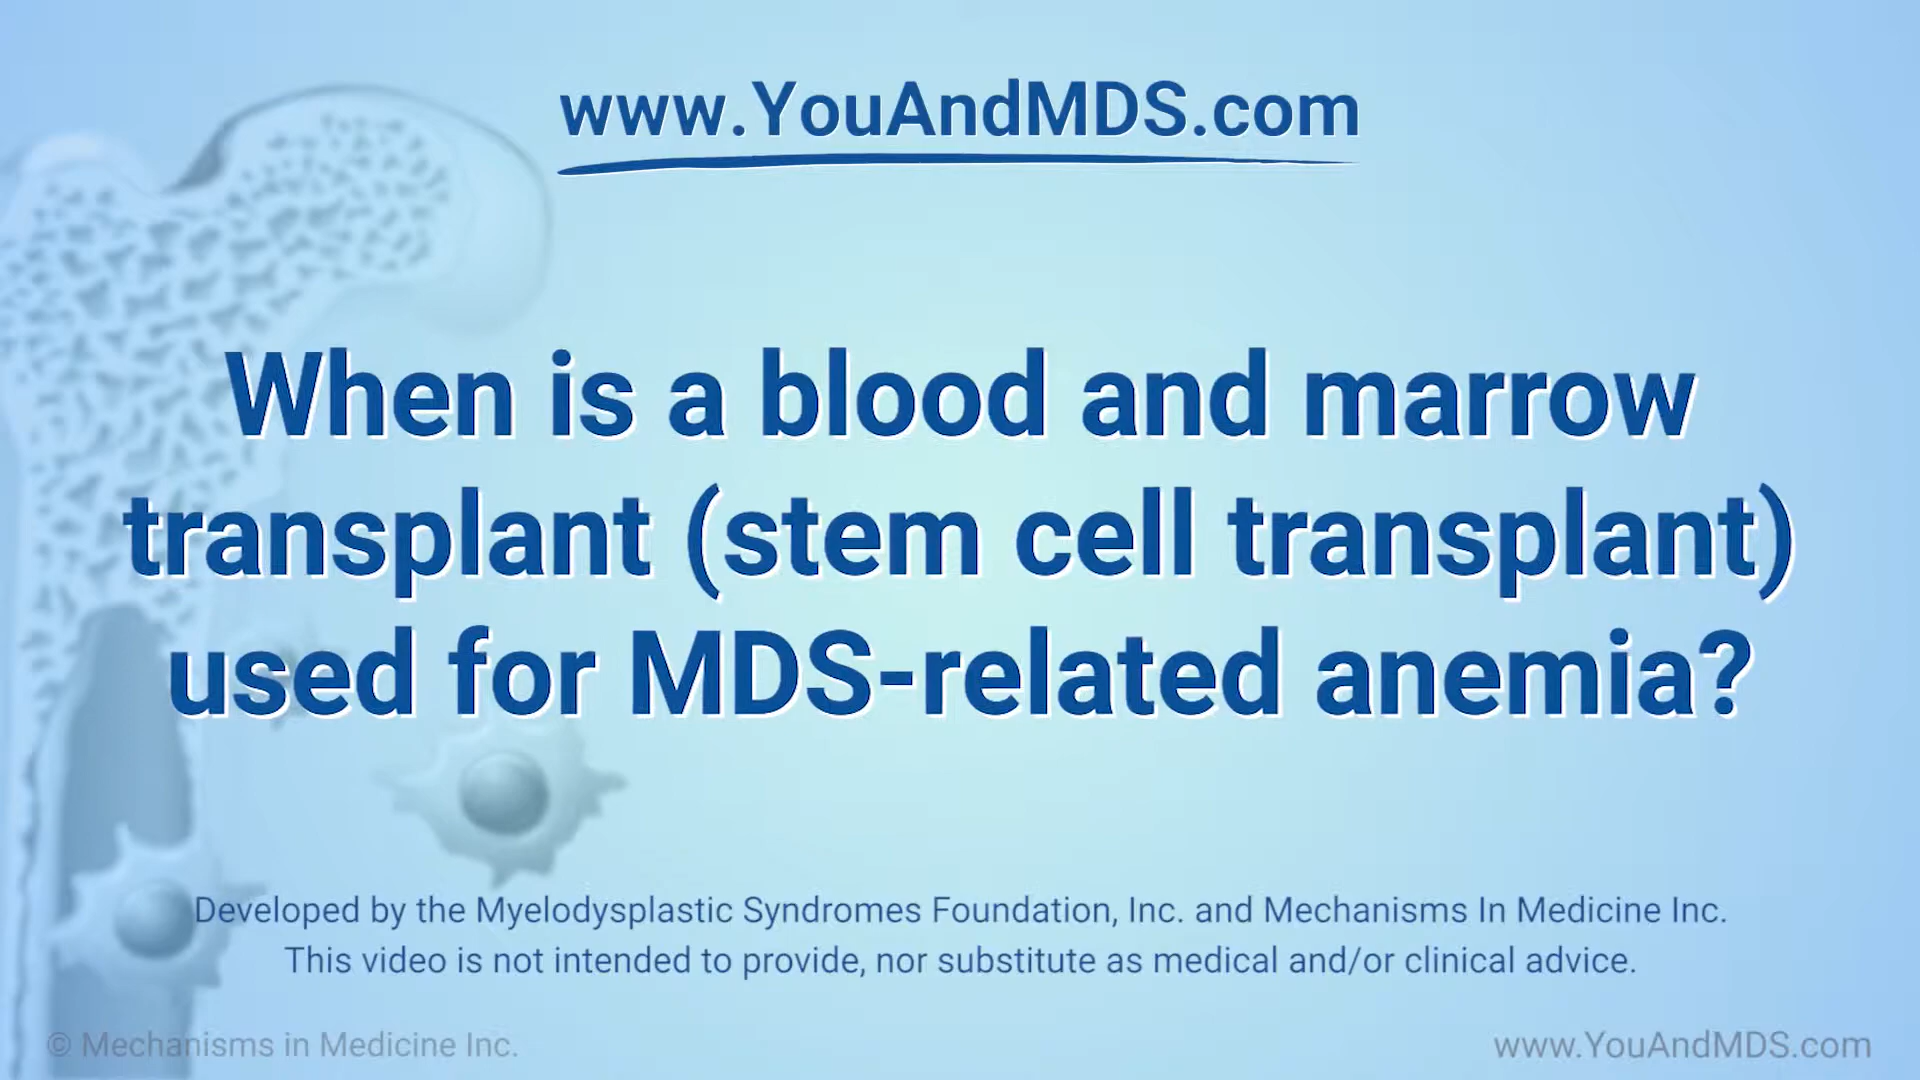 www.YouAndMDS.com
When is a blood and marrow
transplant (stem cell transplant)
used for MDS-related anemia?
Developed by the Myelodysplastic Syndromes Foundation, Inc. and Mechanisms In Medicine Inc.
This video is not intended to provide, nor substitute as medical and/or clinical advice.
© Mechanisms in Medicine Inc.
www.YouAndMDS.com